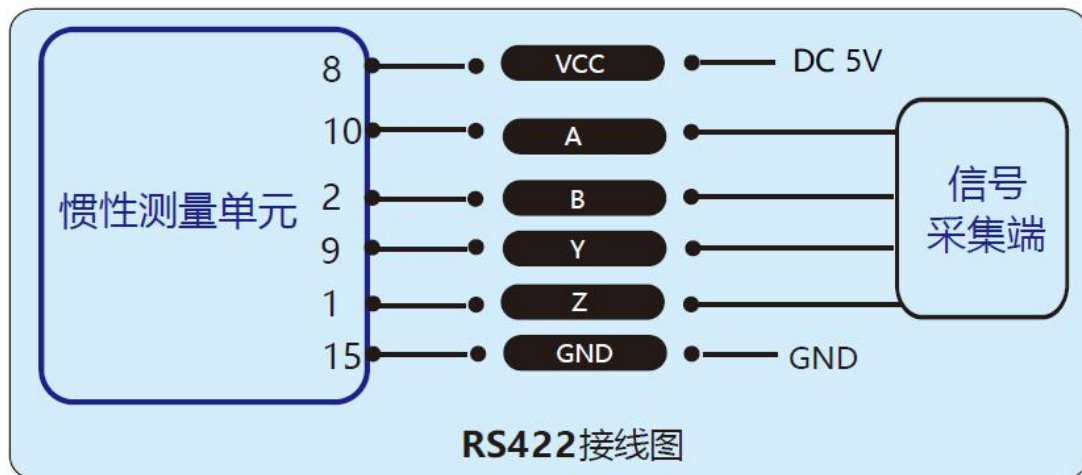 8 VCC DC 5V
10 A
2 B
9 Y
1 Z
15 GND GND
惯性测量单元
信号
采集端
RS422接线图